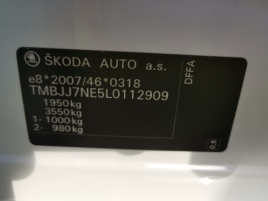 ŠKODA AUTO a.s.
e8*2007/46*0318
TMBJJ7NE5L0112909
1950kg
3550kg
1- 1000kg
2- 980kg
DFFA